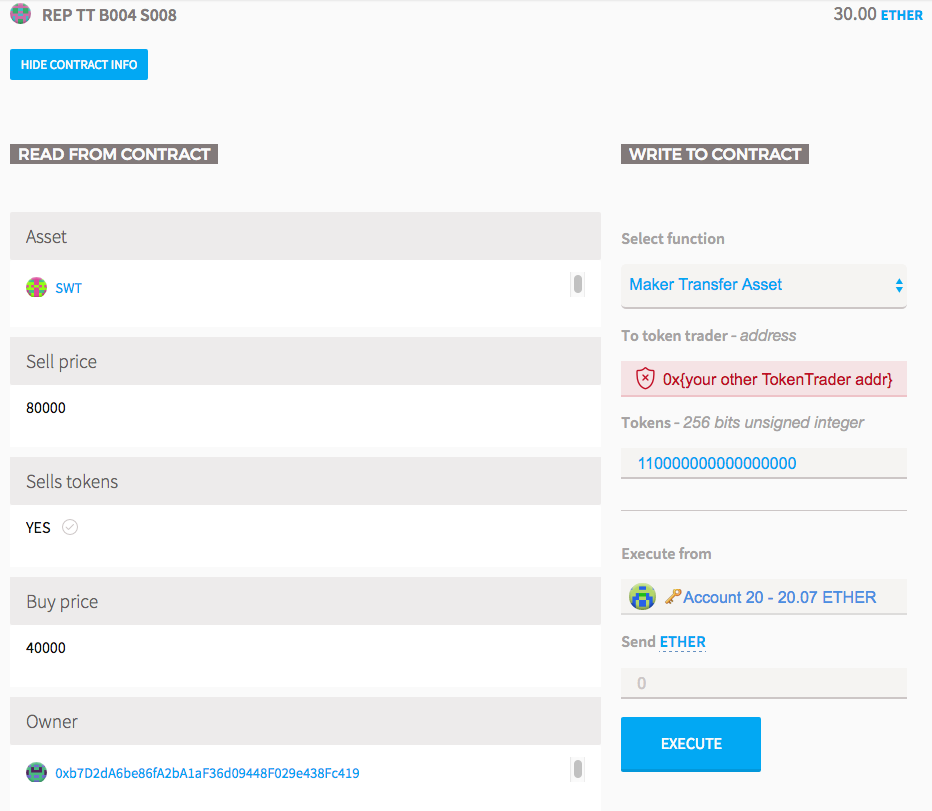 REP TT B004 S008
30.00 ETHER
HIDE CONTRACT INFO
READ FROM CONTRACT
Asset
SWT
Sell price
80000
Sells tokens
YES
Buy price
40000
Owner
0xb7D2dA6be86fA2bA1aF36d09448F029e438Fc419
WRITE TO CONTRACT
Select function
Maker Transfer Asset
To token trader - address
0x{your other TokenTrader addr}
Tokens - 256 bits unsigned integer
110000000000000000
Execute from
Account 20 - 20.07 ETHER
Send ETHER
0
EXECUTE